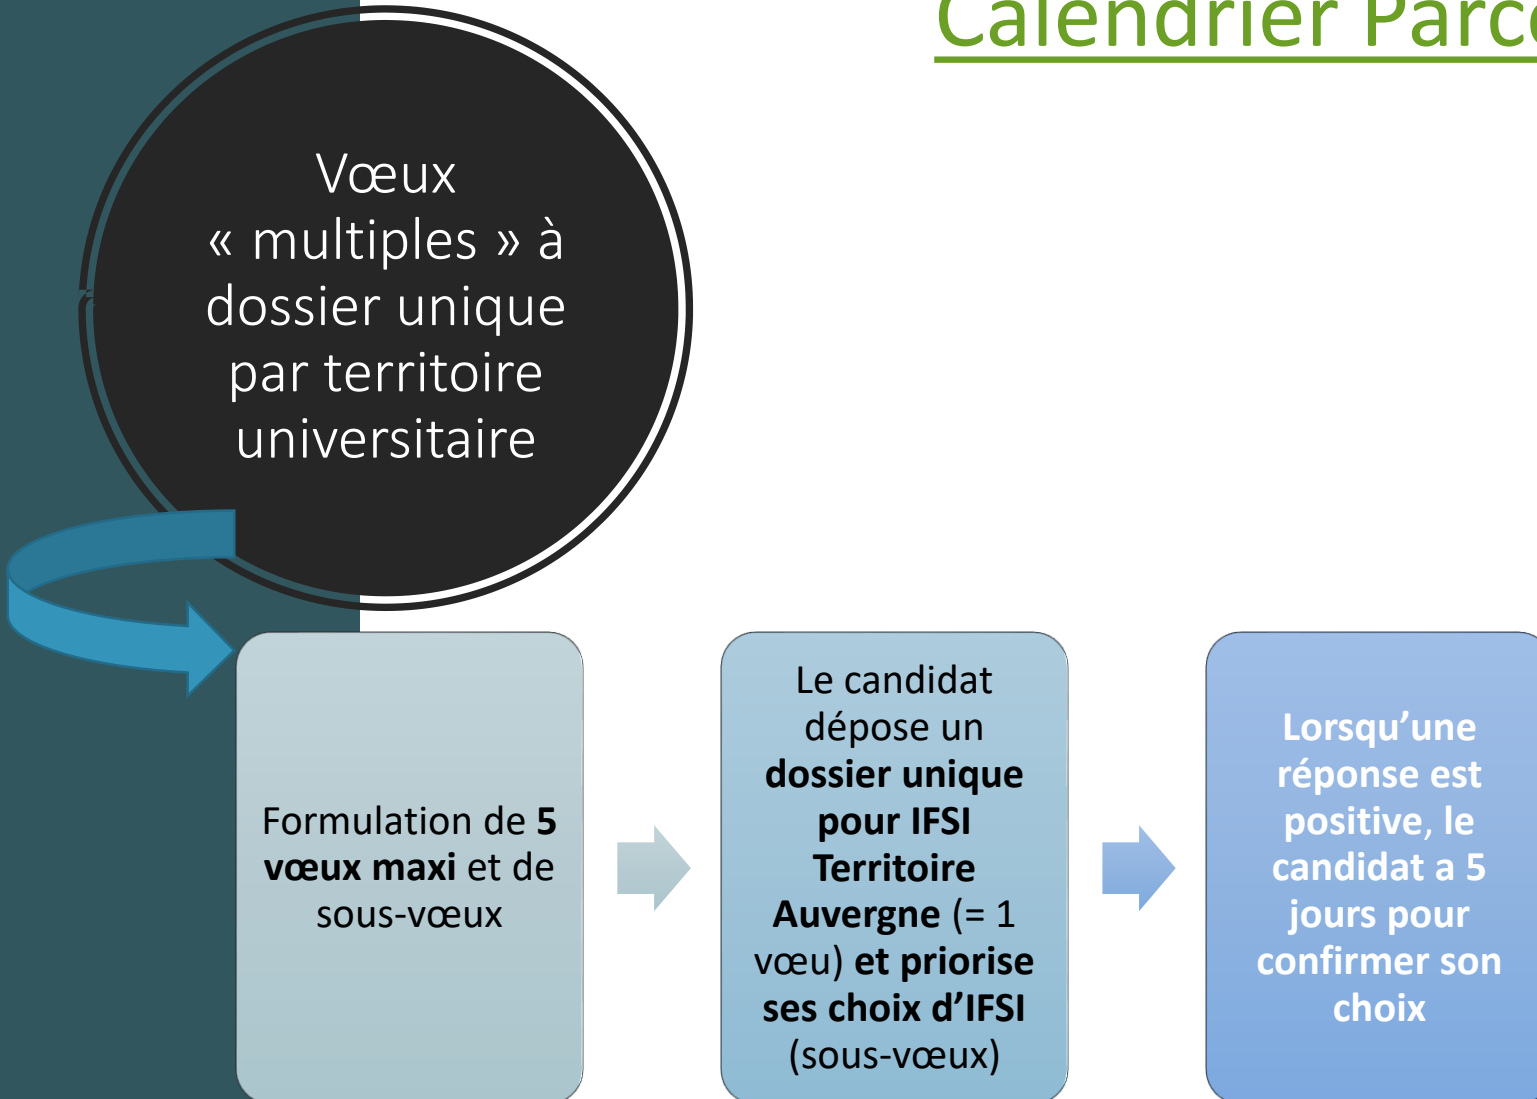 Calendrier Parc
Vœux
« multiples » à
dossier unique
par territoire
universitaire
Formulation de 5
vœux maxi et de
sous-vœux
Le candidat
dépose un
dossier unique
pour IFSI
Territoire
Auvergne (= 1
vœu) et priorise
ses choix d’IFSI
(sous-vœux)
Lorsqu’une
réponse est
positive, le
candidat a 5
jours pour
confirmer son
choix